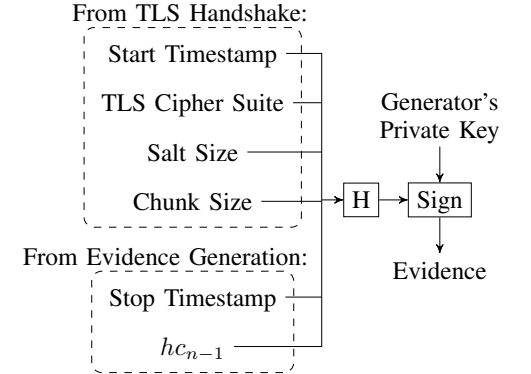 From TLS Handshake:
Start Timestamp
TLS Cipher Suite
Salt Size
Chunk Size
Generator's
Private Key
H
Sign
Evidence
From Evidence Generation:
Stop Timestamp
hc_{n−1}